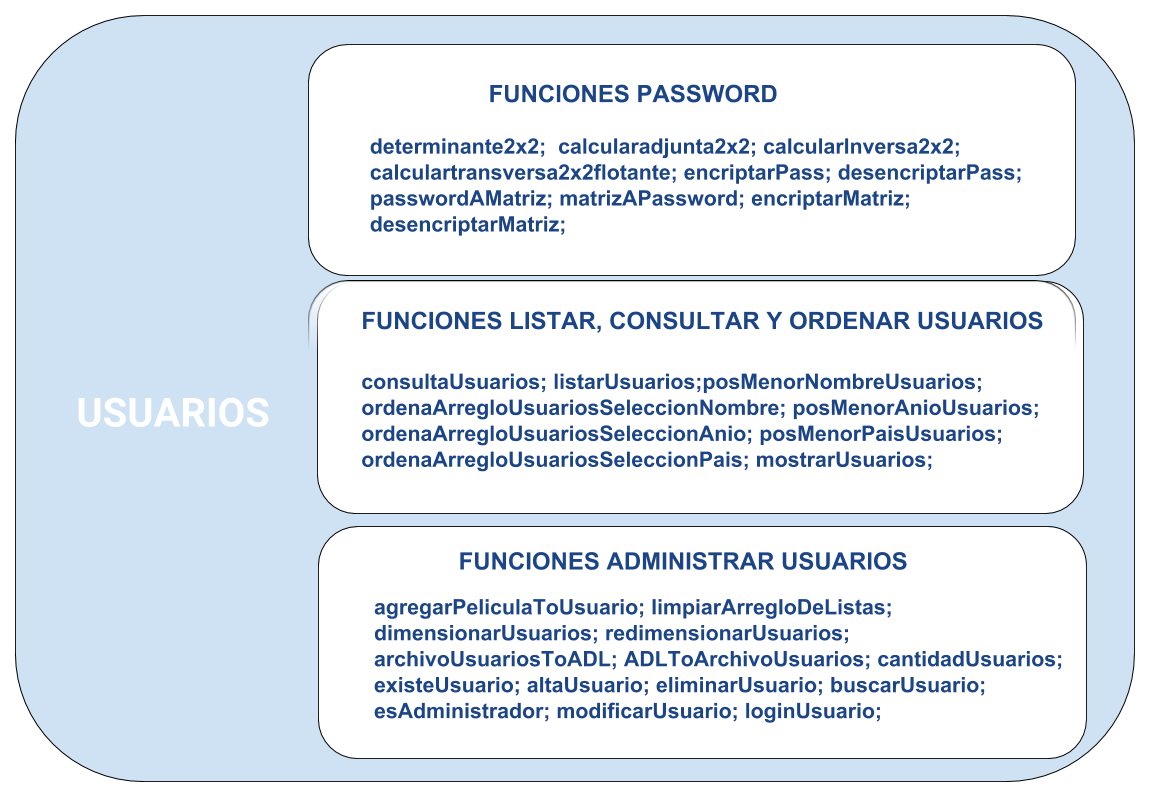 USUARIOS
FUNCIONES PASSWORD
determinante2x2;  calcularadjunta2x2; calcularInversa2x2;
calculartransversa2x2flotante; encriptarPass; desencriptarPass;
passwordAMatriz; matrizAPassword; encriptarMatriz;
desencriptarMatriz;
FUNCIONES LISTAR, CONSULTAR Y ORDENAR USUARIOS
consultaUsuarios; listarUsuarios;posMenorNombreUsuarios;
ordenaArregloUsuariosSeleccionNombre; posMenorAnioUsuarios;
ordenaArregloUsuariosSeleccionAnio; posMenorPaisUsuarios;
ordenaArregloUsuariosSeleccionPais; mostrarUsuarios;
FUNCIONES ADMINISTRAR USUARIOS
agregarPeliculaToUsuario; limpiarArregloDeListas;
dimensionarUsuarios; redimensionarUsuarios;
archivoUsuariosToADL; ADLToArchivoUsuarios; cantidadUsuarios;
existeUsuario; altaUsuario; eliminarUsuario; buscarUsuario;
esAdministrador; modificarUsuario; loginUsuario;